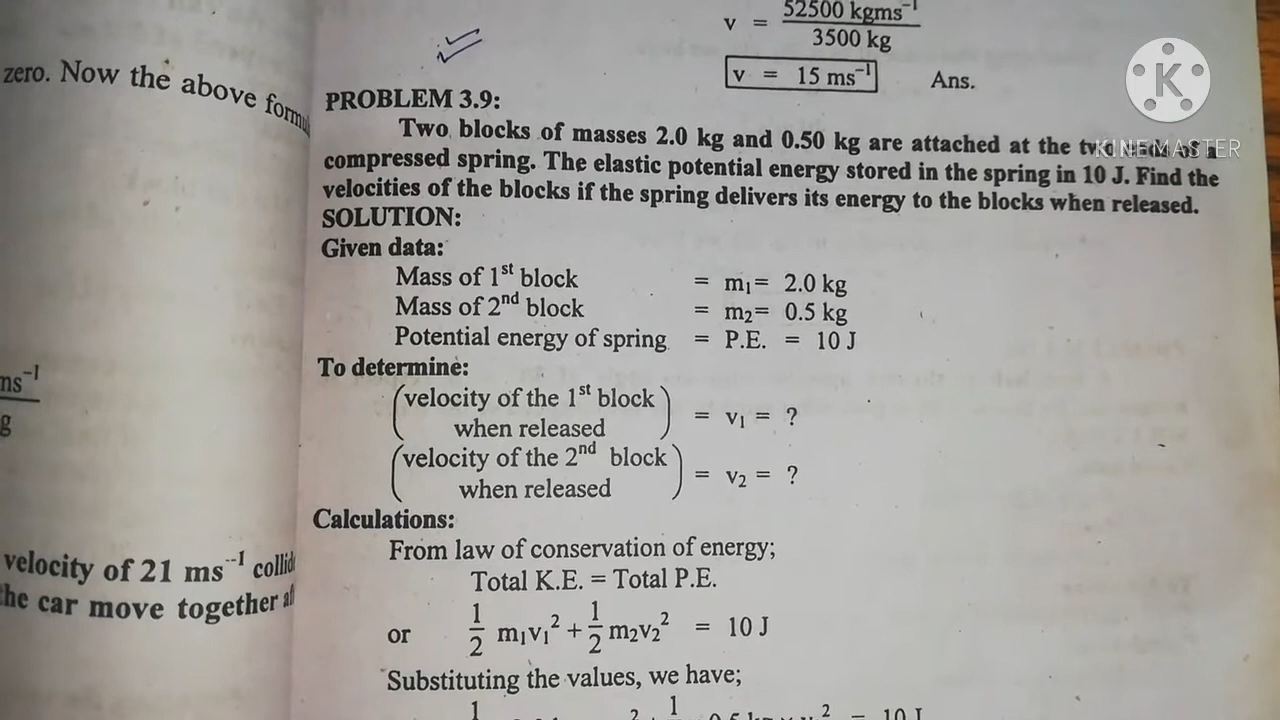 v = 52500 kgms⁻¹ / 3500 kg
v = 15 ms⁻¹ Ans.
K
KINEMASTER
zero. Now the above
ms⁻¹
g
velocity of 21 ms⁻¹
the car move together
PROBLEM 3.9:
Two blocks of masses 2.0 kg and 0.50 kg are attached at the two ends of a
compressed spring. The elastic potential energy stored in the spring in 10 J. Find the
velocities of the blocks if the spring delivers its energy to the blocks when released.
SOLUTION:
Given data:
Mass of 1st block = m₁= 2.0 kg
Mass of 2nd block = m₂= 0.5 kg
Potential energy of spring = P.E. = 10 J
To determine:
(velocity of the 1st block
when released) = v₁ = ?
(velocity of the 2nd block
when released) = v₂ = ?
Calculations:
From law of conservation of energy;
Total K.E. = Total P.E.
or 1/2 m₁v₁² + 1/2 m₂v₂² = 10 J
Substituting the values, we have;